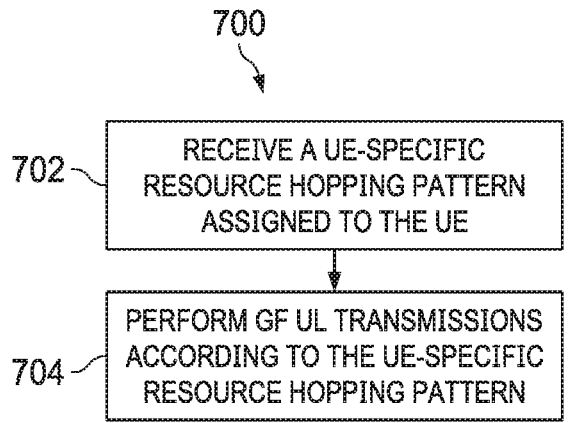 700
702
RECEIVE A UE-SPECIFIC
RESOURCE HOPPING PATTERN
ASSIGNED TO THE UE
704
PERFORM GF UL TRANSMISSIONS
ACCORDING TO THE UE-SPECIFIC
RESOURCE HOPPING PATTERN